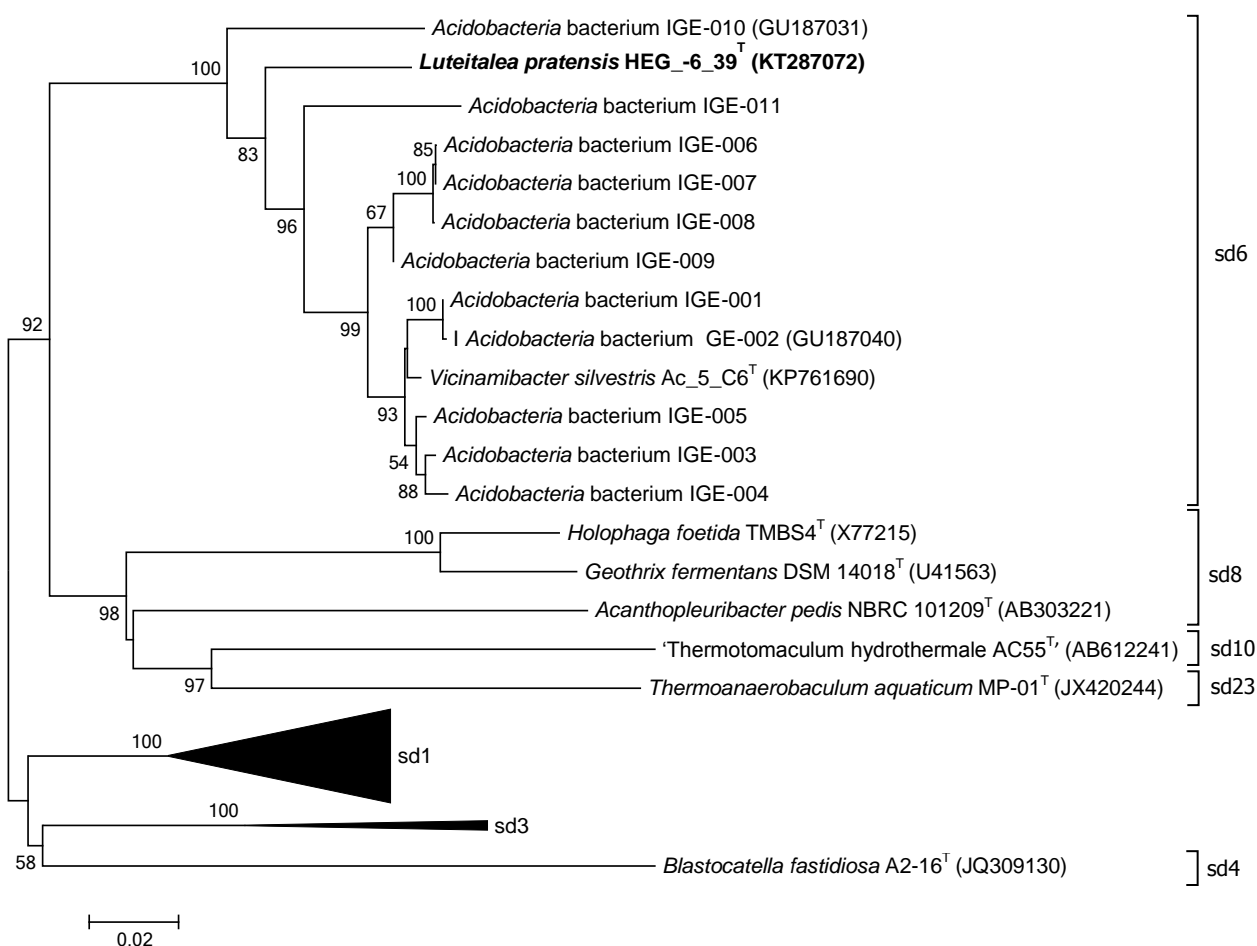 Acidobacteria bacterium IGE-010 (GU187031)
Luteitalea pratensis HEG_-6_39T (KT287072)
100
Acidobacteria bacterium IGE-011
83
Acidobacteria bacterium IGE-006
85
Acidobacteria bacterium IGE-007
100
Acidobacteria bacterium IGE-008
67
96
Acidobacteria bacterium IGE-009
sd6
Acidobacteria bacterium IGE-001
100
92
99
I Acidobacteria bacterium  GE-002 (GU187040)
Vicinamibacter silvestris Ac_5_C6T (KP761690)
93
Acidobacteria bacterium IGE-005
54
Acidobacteria bacterium IGE-003
88
Acidobacteria bacterium IGE-004
Holophaga foetida TMBS4T (X77215)
100
Geothrix fermentans DSM 14018T (U41563)
sd8
98
Acanthopleuribacter pedis NBRC 101209T (AB303221)
'Thermotomaculum hydrothermale AC55T' (AB612241)
sd10
97
Thermoanaerobaculum aquaticum MP-01T (JX420244)
sd23
100
sd1
100
sd3
58
Blastocatella fastidiosa A2-16T (JQ309130)
sd4
0.02